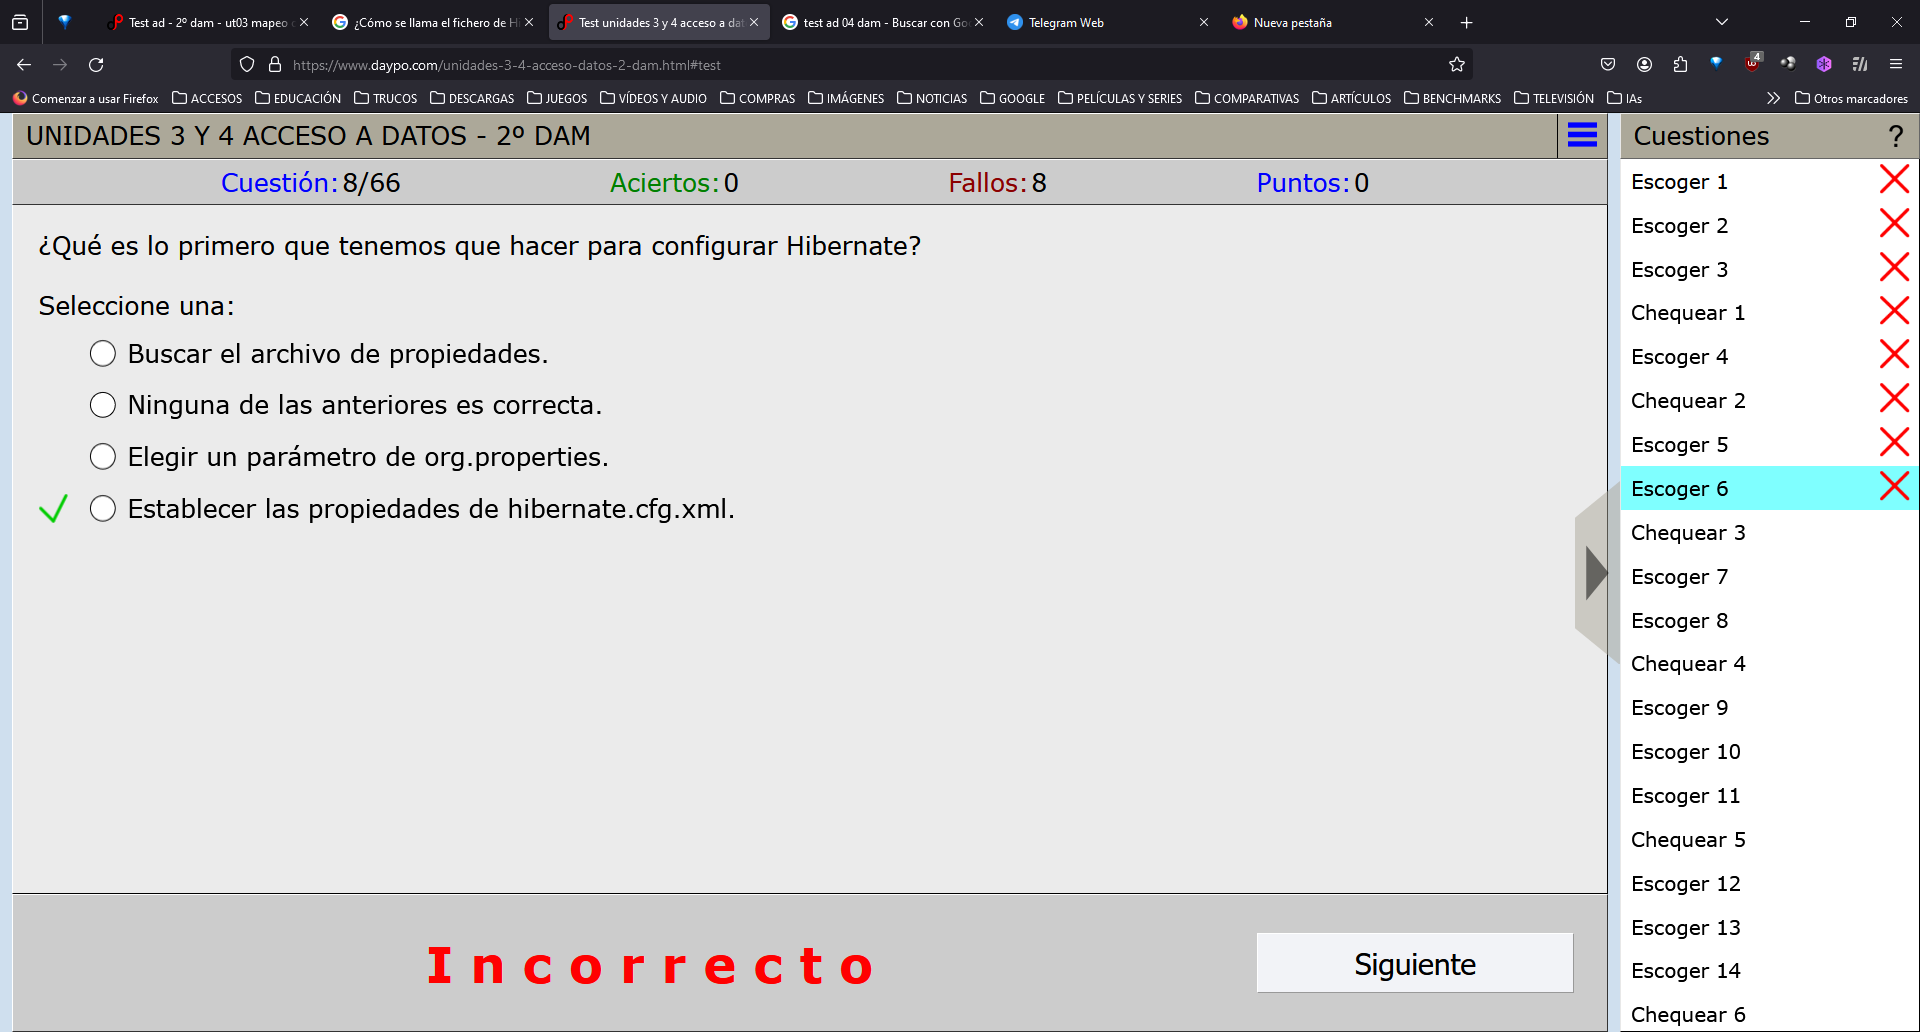 Test ad - 2º dam - ut03 mapeo
¿Cómo se llama el fichero de H
Test unidades 3 y 4 acceso a dat
test ad 04 dam - Buscar con Go
Telegram Web
Nueva pestaña
https://www.daypo.com/unidades-3-4-acceso-datos-2-dam.html#test
4
Comenzar a usar Firefox
ACCESOS
EDUCACIÓN
TRUCOS
DESCARGAS
JUEGOS
VÍDEOS Y AUDIO
COMPRAS
IMÁGENES
NOTICIAS
GOOGLE
PELÍCULAS Y SERIES
COMPARATIVAS
ARTÍCULOS
BENCHMARKS
TELEVISIÓN
IAs
Otros marcadores
UNIDADES 3 Y 4 ACCESO A DATOS - 2º DAM
Cuestión: 8/66
Aciertos: 0
Fallos: 8
Puntos: 0
¿Qué es lo primero que tenemos que hacer para configurar Hibernate?
Seleccione una:
Buscar el archivo de propiedades.
Ninguna de las anteriores es correcta.
Elegir un parámetro de org.properties.
Establecer las propiedades de hibernate.cfg.xml.
Incorrecto
Siguiente
Cuestiones
?
Escoger 1
Escoger 2
Escoger 3
Chequear 1
Escoger 4
Chequear 2
Escoger 5
Escoger 6
Chequear 3
Escoger 7
Escoger 8
Chequear 4
Escoger 9
Escoger 10
Escoger 11
Chequear 5
Escoger 12
Escoger 13
Escoger 14
Chequear 6